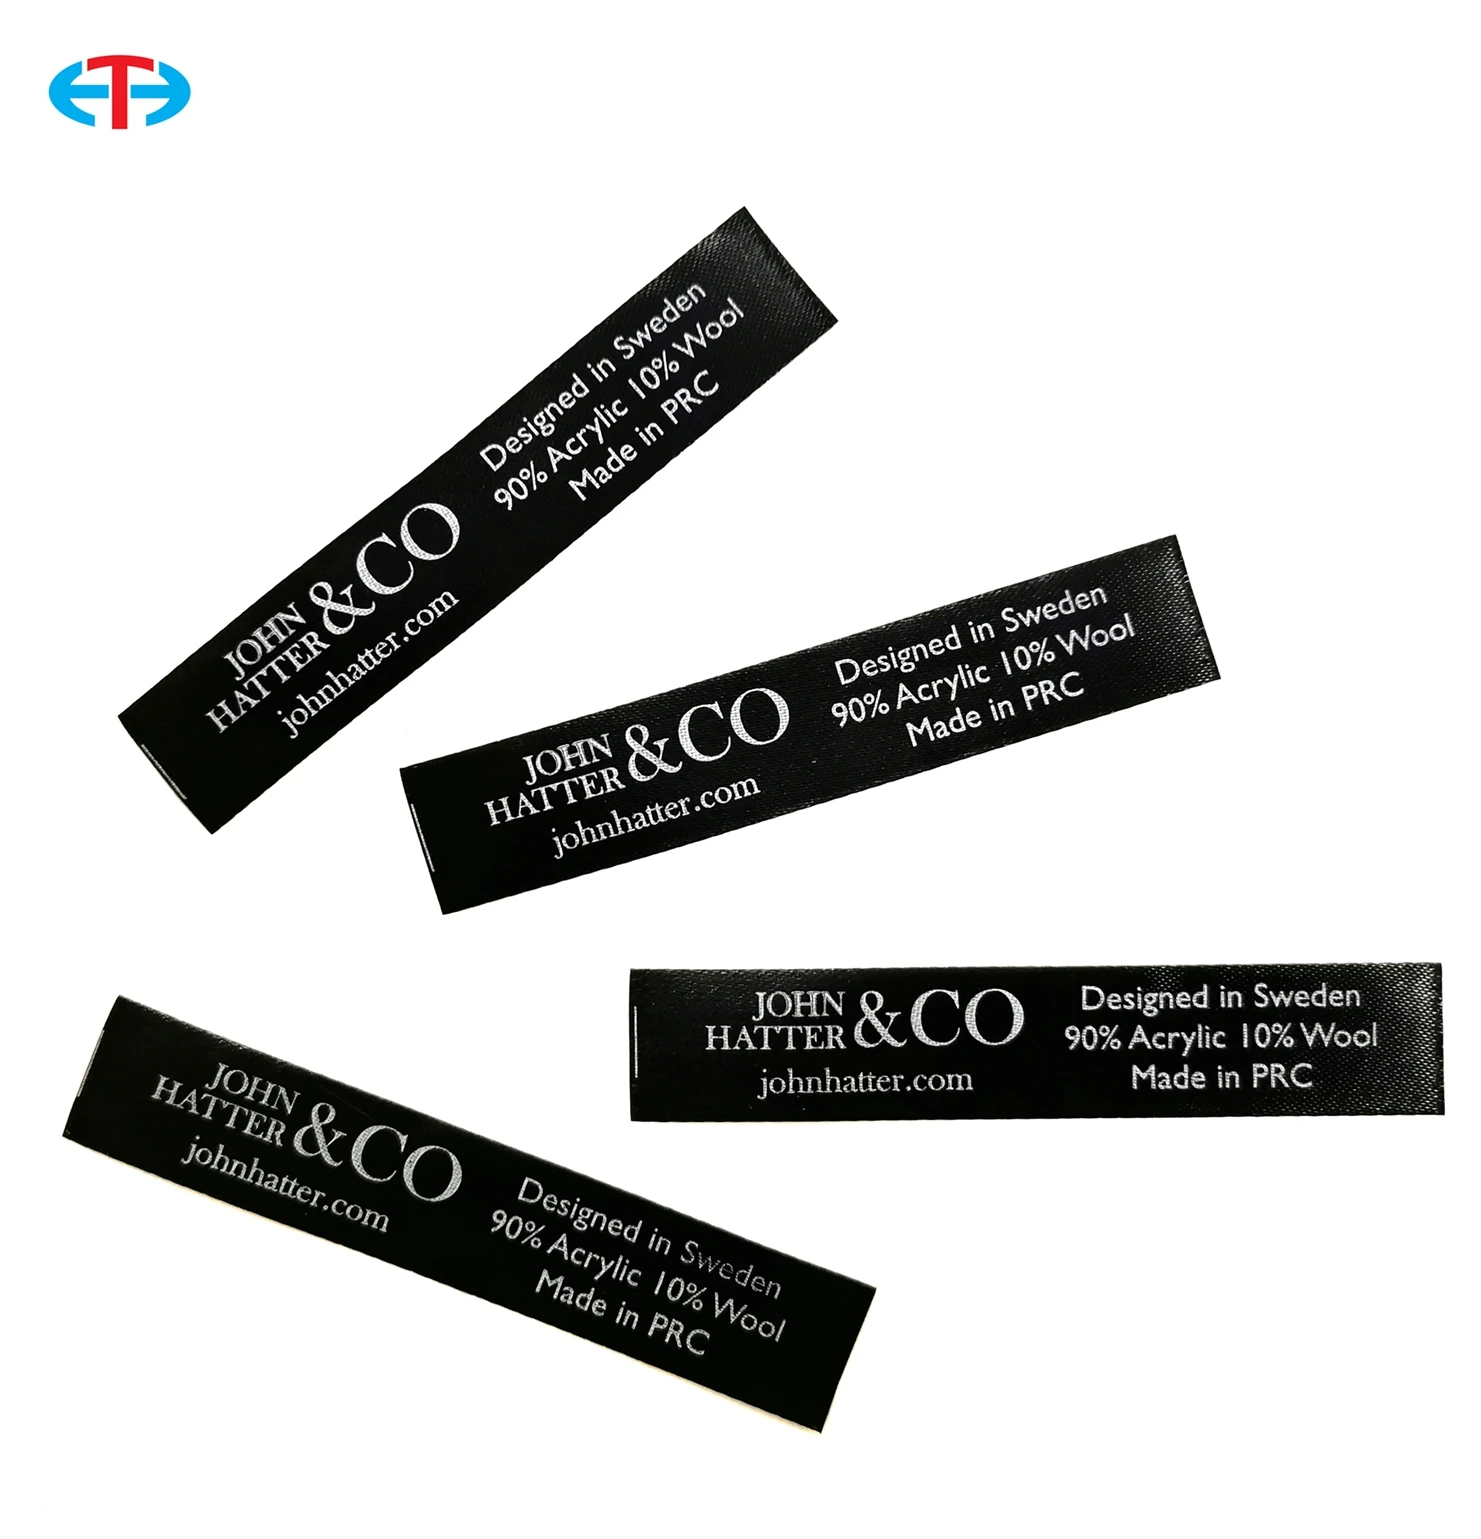 JOHN
HATTER &CO
johnhatter.com
Designed in Sweden
90% Acrylic 10% Wool
Made in PRC
JOHN
HATTER &CO
johnhatter.com
Designed in Sweden
90% Acrylic 10% Wool
Made in PRC
JOHN
HATTER &CO
johnhatter.com
Designed in Sweden
90% Acrylic 10% Wool
Made in PRC
JOHN
HATTER &CO
johnhatter.com
Designed in Sweden
90% Acrylic 10% Wool
Made in PRC